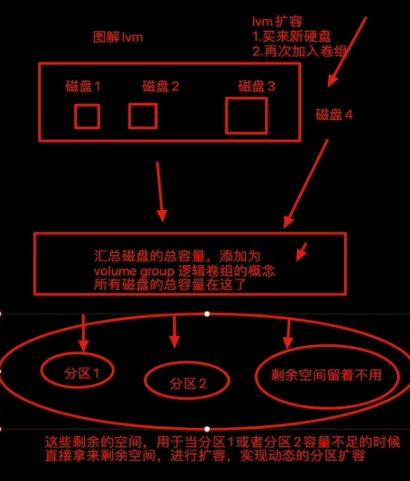 图解lvm
lvm扩容
1.买来新硬盘
2.再次加入卷组
磁盘1
磁盘2
磁盘3
磁盘4
汇总磁盘的总容量，添加为
volume group 逻辑卷组的概念
所有磁盘的总容量在这了
分区1
分区2
剩余空间留着不用
这些剩余的空间，用于当分区1或者分区2容量不足的时候
直接拿来剩余空间，进行扩容，实现动态的分区扩容